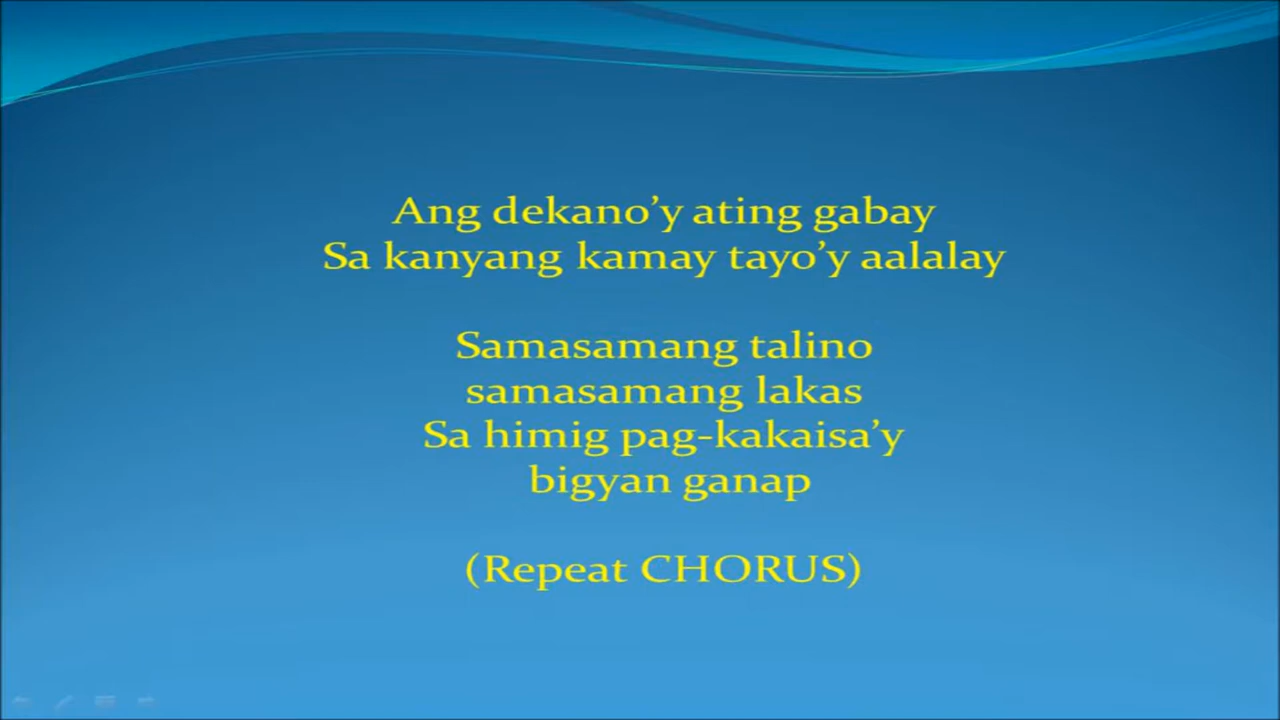 Ang dekano’y ating gabay
Sa kanyang kamay tayo’y aalalay
Samasamang talino
samasamang lakas
Sa himig pag-kakaisa’y
bigyan ganap
(Repeat CHORUS)